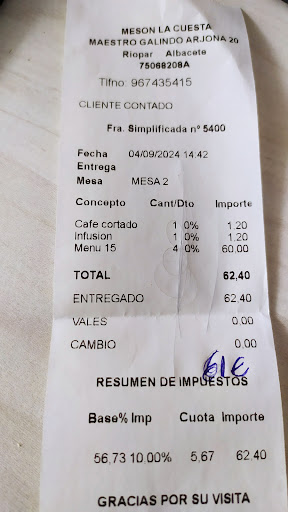 MESON LA CUESTA
MAESTRO GALINDO ARJONA 20
Riopar Albacete
75068208A
Tlfno: 967435415
CLIENTE CONTADO
Fra. Simplificada nº 5400
Fecha 04/09/2024 14:42
Entrega
Mesa MESA 2
Concepto Cant/Dto Importe
Cafe cortado 1 0% 1.20
Infusion 1 0% 1.20
Menu 15 4 0% 60.00
TOTAL 62,40
ENTREGADO 62.40
VALES 0,00
CAMBIO 0.00
61€
RESUMEN DE IMPUESTOS
Base% Imp Cuota Importe
56,73 10,00% 5,67 62.40
GRACIAS POR SU VISITA